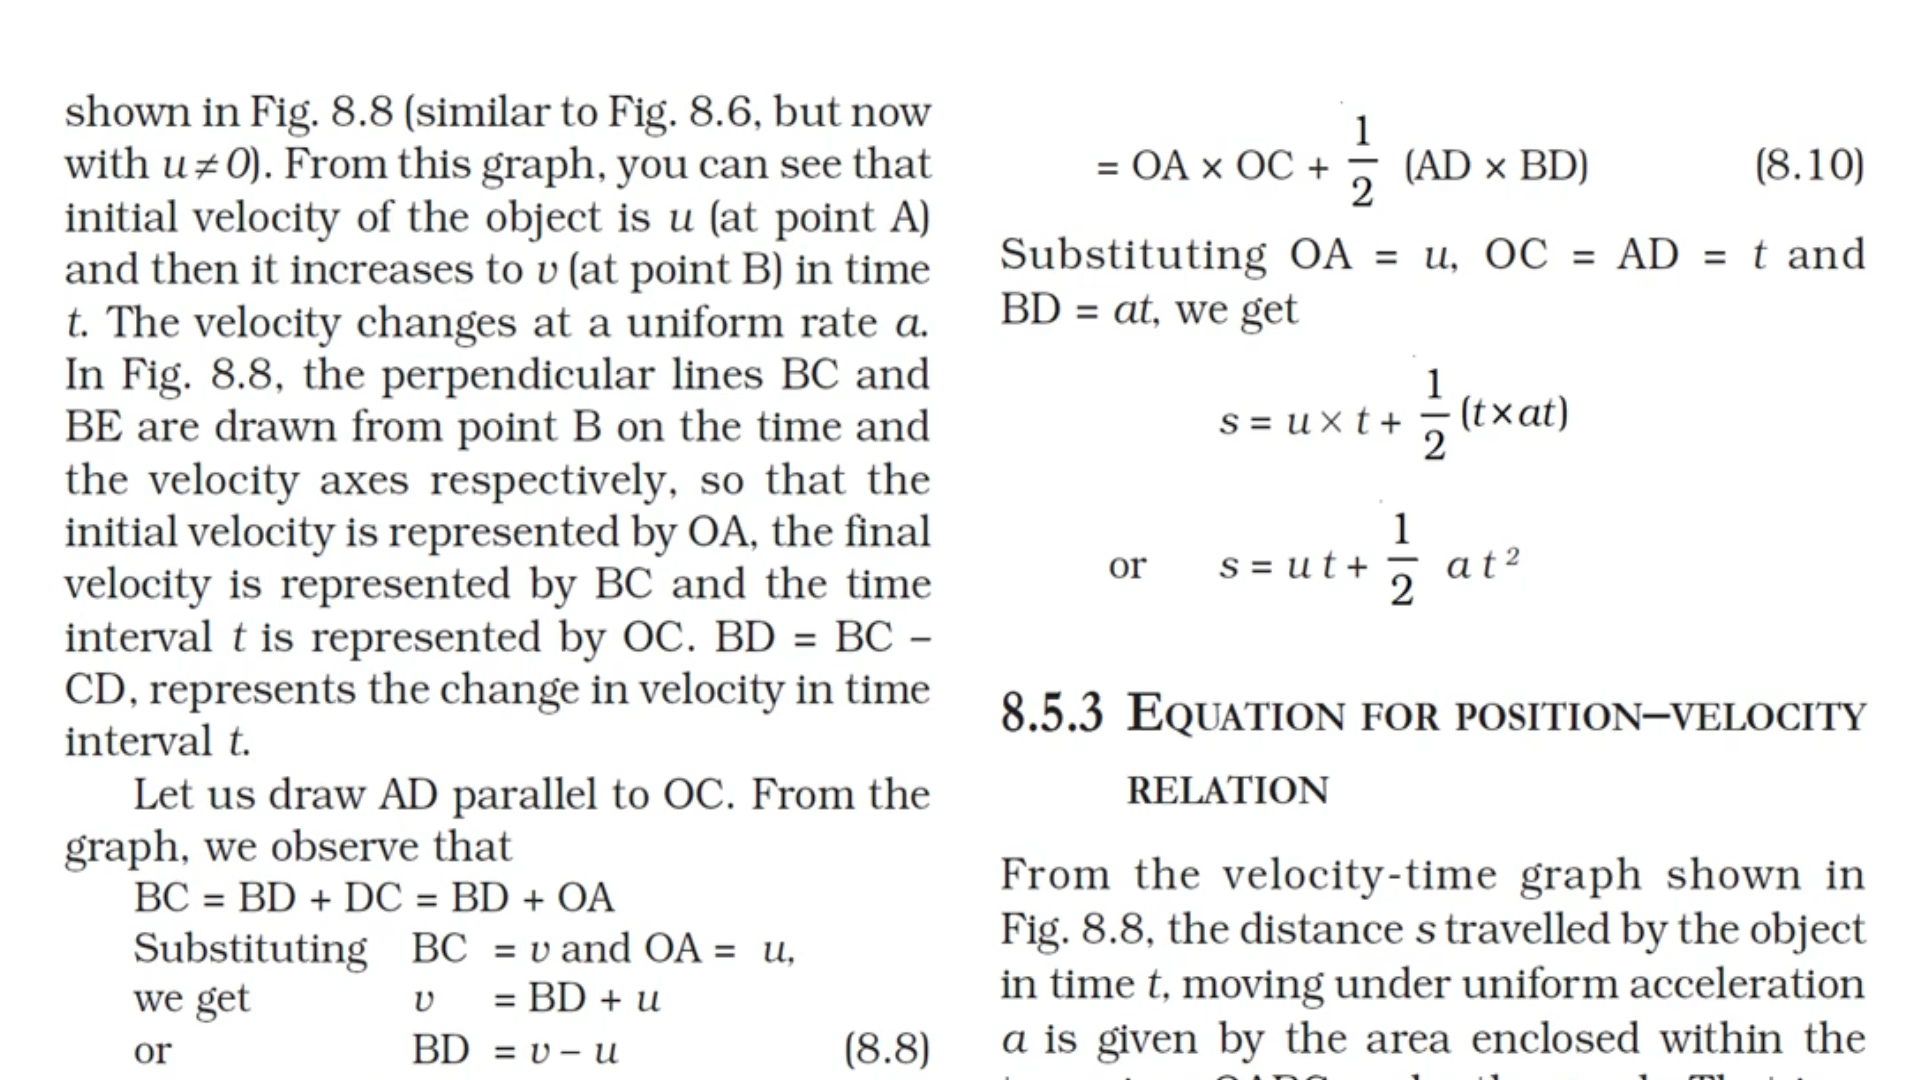 shown in Fig. 8.8 (similar to Fig. 8.6, but now
with u ≠ 0). From this graph, you can see that
initial velocity of the object is u (at point A)
and then it increases to v (at point B) in time
t. The velocity changes at a uniform rate a.
In Fig. 8.8, the perpendicular lines BC and
BE are drawn from point B on the time and
the velocity axes respectively, so that the
initial velocity is represented by OA, the final
velocity is represented by BC and the time
interval t is represented by OC. BD = BC –
CD, represents the change in velocity in time
interval t.
Let us draw AD parallel to OC. From the
graph, we observe that
BC = BD + DC = BD + OA
Substituting BC = v and OA = u,
we get v = BD + u
or BD = v – u (8.8)
= OA × OC + 1/2 (AD × BD) (8.10)
Substituting OA = u, OC = AD = t and
BD = at, we get
s = u × t + 1/2 (t × at)
or s = u t + 1/2 a t²
8.5.3 EQUATION FOR POSITION–VELOCITY
RELATION
From the velocity-time graph shown in
Fig. 8.8, the distance s travelled by the object
in time t, moving under uniform acceleration
a is given by the area enclosed within the